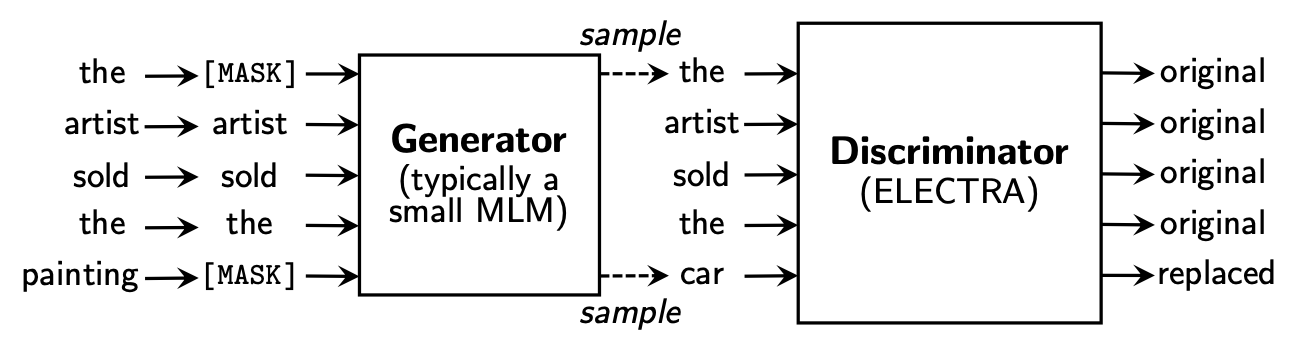 sample
the [MASK] the original
artist artist artist original
sold sold sold original
the the the original
painting [MASK] car replaced
sample
Generator
(typically a
small MLM)
Discriminator
(ELECTRA)